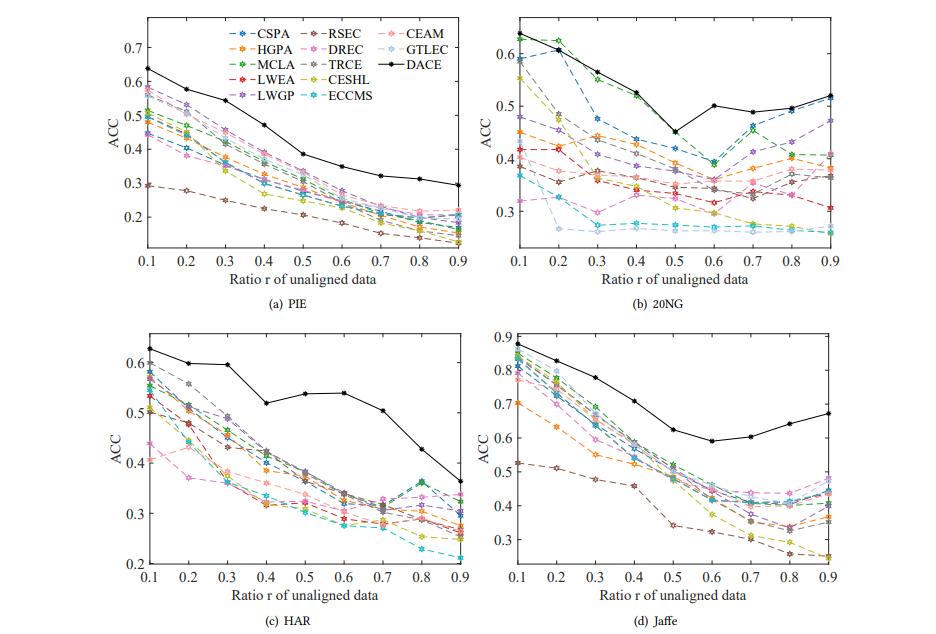 0.7
0.6
0.5
0.4
0.3
0.2
ACC
CSPA
HGPA
MCLA
LWEA
LWGP
RSEC
DREC
TRCE
CESHL
ECCMS
CEAM
GTLEC
DACE
0.1 0.2 0.3 0.4 0.5 0.6 0.7 0.8 0.9
Ratio r of unaligned data
(a) PIE
0.6
0.5
0.4
0.3
ACC
0.1 0.2 0.3 0.4 0.5 0.6 0.7 0.8 0.9
Ratio r of unaligned data
(b) 20NG
0.6
0.5
0.4
0.3
0.2
ACC
0.1 0.2 0.3 0.4 0.5 0.6 0.7 0.8 0.9
Ratio r of unaligned data
(c) HAR
0.9
0.8
0.7
0.6
0.5
0.4
0.3
ACC
0.1 0.2 0.3 0.4 0.5 0.6 0.7 0.8 0.9
Ratio r of unaligned data
(d) Jaffe